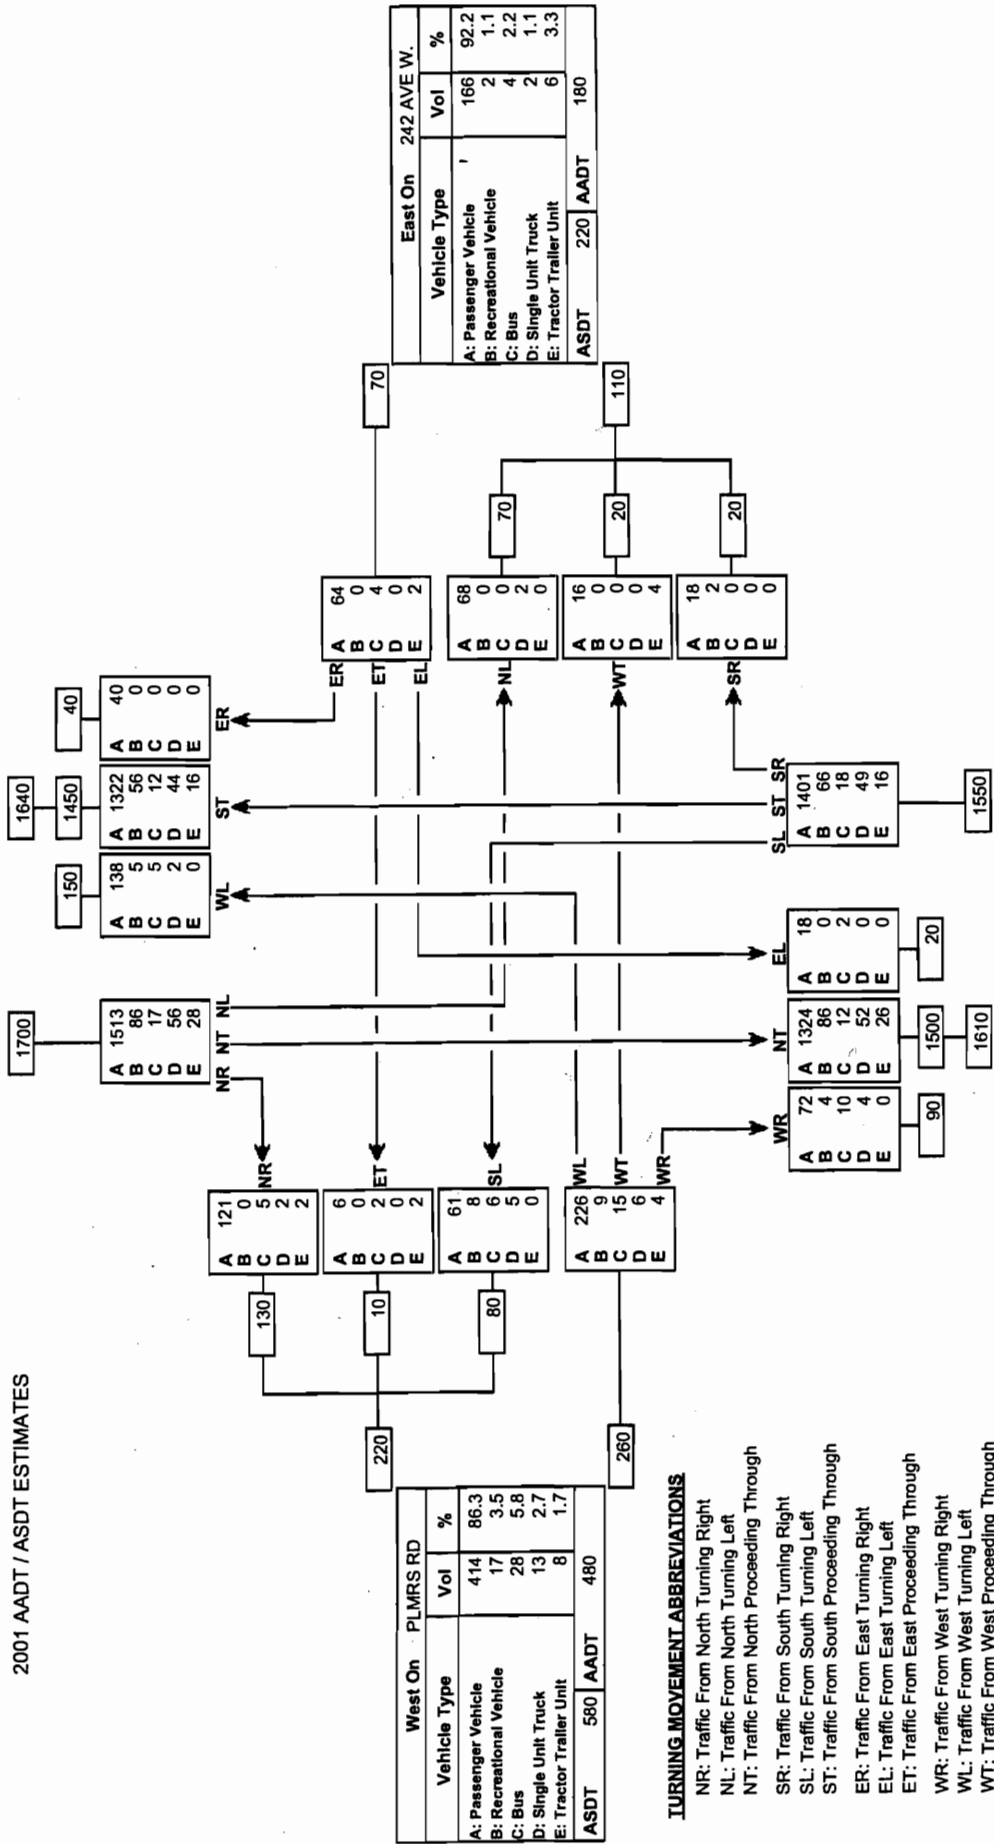 2001 AADT / ASDT ESTIMATES
1700
A 1513
B 86
C 17
D 56
E 28
NR NT NL
150
A 138
B 5
C 5
D 2
E 0
WL
1640
1450
A 1322
B 56
C 12
D 44
E 16
ST
40
A 40
B 0
C 0
D 0
E 0
ER
West On PLMRS RD
Vehicle Type Vol %
A: Passenger Vehicle 414 86.3
B: Recreational Vehicle 17 3.5
C: Bus 28 5.8
D: Single Unit Truck 13 2.7
E: Tractor Trailer Unit 8 1.7
ASDT 580 AADT 480
220
130
A 121
B 0
C 5
D 2
E 2
NR
10
A 6
B 0
C 2
D 0
E 2
ET
80
A 61
B 8
C 6
D 5
E 0
SL
260
A 226
B 9
C 15
D 6
E 4
WL
WT
WR
ER
ET
EL
A 64
B 0
C 4
D 0
E 2
70
NL
A 68
B 0
C 0
D 2
E 0
70
WT
A 16
B 0
C 0
D 0
E 4
20
SR
A 18
B 2
C 0
D 0
E 0
20
110
East On 242 AVE W.
Vehicle Type Vol %
A: Passenger Vehicle 166 92.2
B: Recreational Vehicle 2 1.1
C: Bus 4 2.2
D: Single Unit Truck 2 1.1
E: Tractor Trailer Unit 6 3.3
ASDT 220 AADT 180
WR
A 72
B 4
C 10
D 4
E 0
90
NT
A 1324
B 86
C 12
D 52
E 26
1500
1610
EL
A 18
B 0
C 2
D 0
E 0
20
SL ST SR
A 1401
B 66
C 18
D 49
E 16
1550
TURNING MOVEMENT ABBREVIATIONS
NR: Traffic From North Turning Right
NL: Traffic From North Turning Left
NT: Traffic From North Proceeding Through
SR: Traffic From South Turning Right
SL: Traffic From South Turning Left
ST: Traffic From South Proceeding Through
ER: Traffic From East Turning Right
EL: Traffic From East Turning Left
ET: Traffic From East Proceeding Through
WR: Traffic From West Turning Right
WL: Traffic From West Turning Left
WT: Traffic From West Proceeding Through